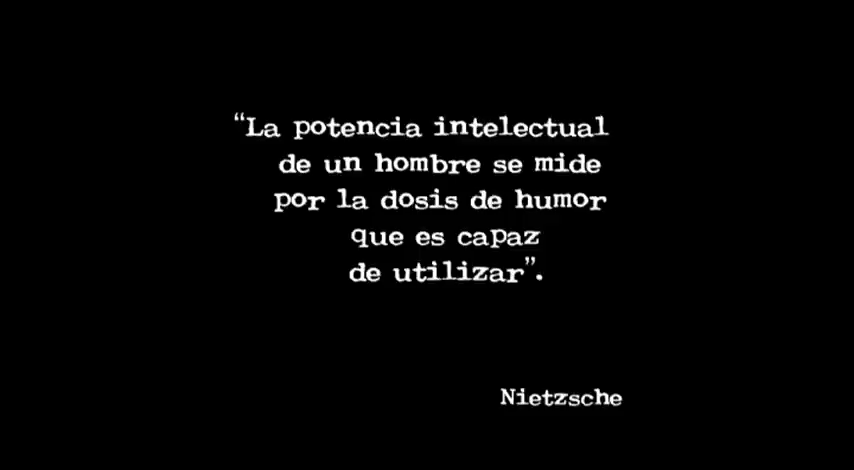 “La potencia intelectual
de un hombre se mide
por la dosis de humor
que es capaz
de utilizar”.
Nietzsche